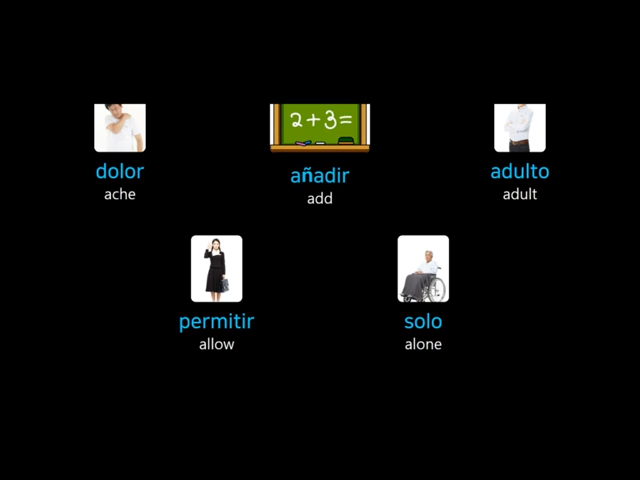 2+3=
dolor
ache
añadir
add
adulto
adult
permitir
allow
solo
alone